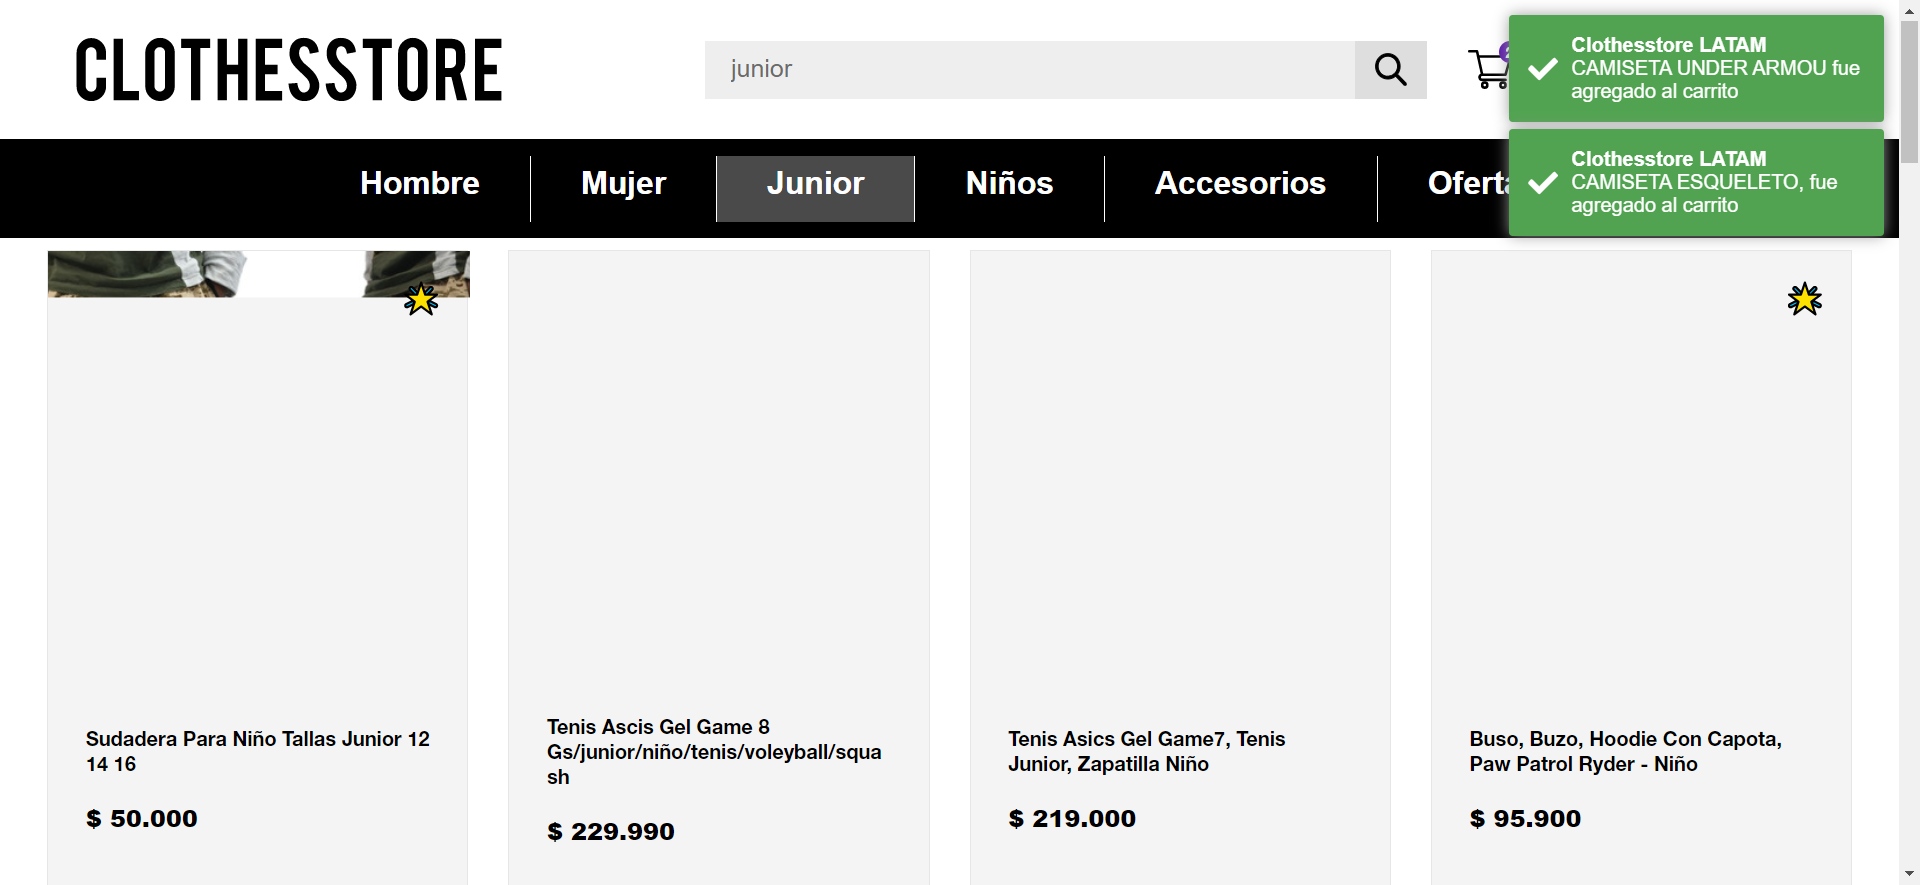 CLOTHESSTORE
junior
Clothesstore LATAM
CAMISETA UNDER ARMOU fue
agregado al carrito
Clothesstore LATAM
CAMISETA ESQUELETO, fue
agregado al carrito
Hombre
Mujer
Junior
Niños
Accesorios
Oferta
Sudadera Para Niño Tallas Junior 12
14 16
$ 50.000
Tenis Ascis Gel Game 8
Gs/junior/niño/tenis/voleyball/squa
sh
$ 229.990
Tenis Asics Gel Game7, Tenis
Junior, Zapatilla Niño
$ 219.000
Buso, Buzo, Hoodie Con Capota,
Paw Patrol Ryder - Niño
$ 95.900